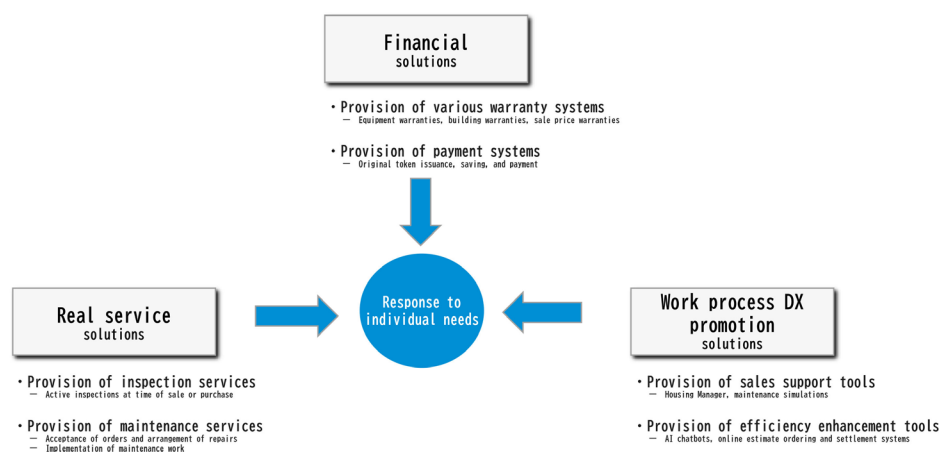 Financial
solutions
・Provision of various warranty systems
— Equipment warranties, building warranties, sale price warranties
・Provision of payment systems
— Original token issuance, saving, and payment
Response to
individual needs
Real service
solutions
・Provision of inspection services
— Active inspections at time of sale or purchase
・Provision of maintenance services
— Acceptance of orders and arrangement of repairs
— Implementation of maintenance work
Work process DX
promotion
solutions
・Provision of sales support tools
— Housing Manager, maintenance simulations
・Provision of efficiency enhancement tools
— AI chatbots, online estimate ordering and settlement systems